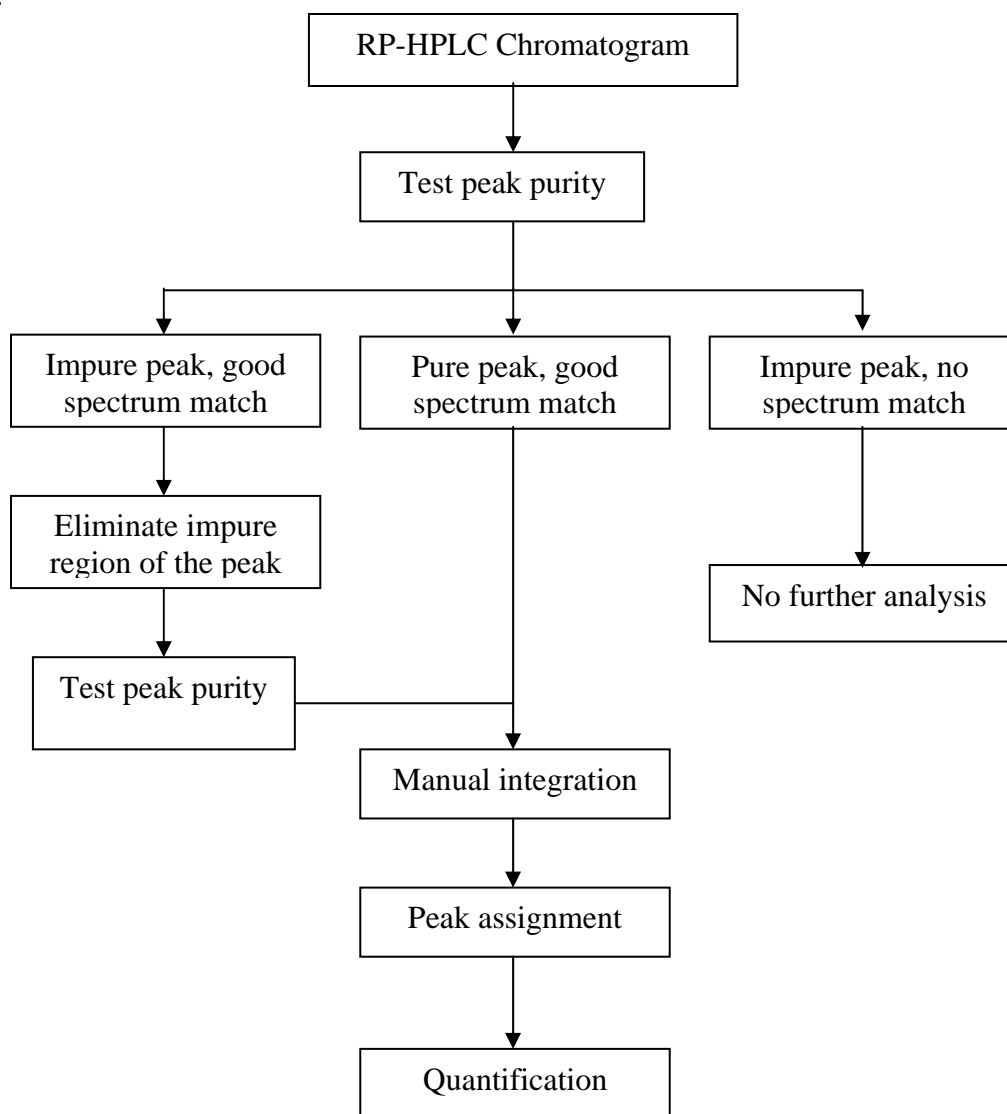 RP-HPLC Chromatogram
Test peak purity
Impure peak, good
spectrum match
Pure peak, good
spectrum match
Impure peak, no
spectrum match
Eliminate impure
region of the peak
No further analysis
Test peak purity
Manual integration
Peak assignment
Quantification